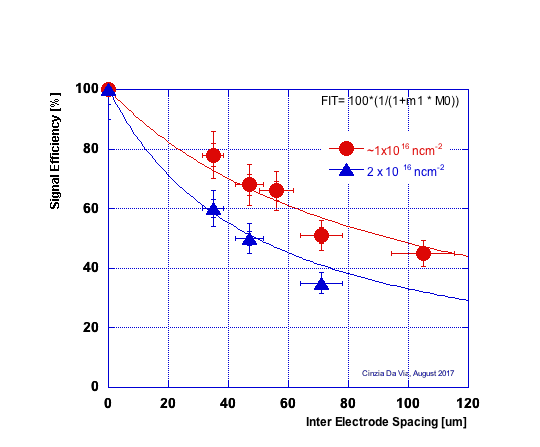 FIT= 100*(1/(1+m1 * M0))
~1x10 16 ncm-2
2 x 10 16 ncm-2
Signal Efficiency [%]
100
80
60
40
20
0
Cinzia Da Via, August 2017
0 20 40 60 80 100 120
Inter Electrode Spacing [um]